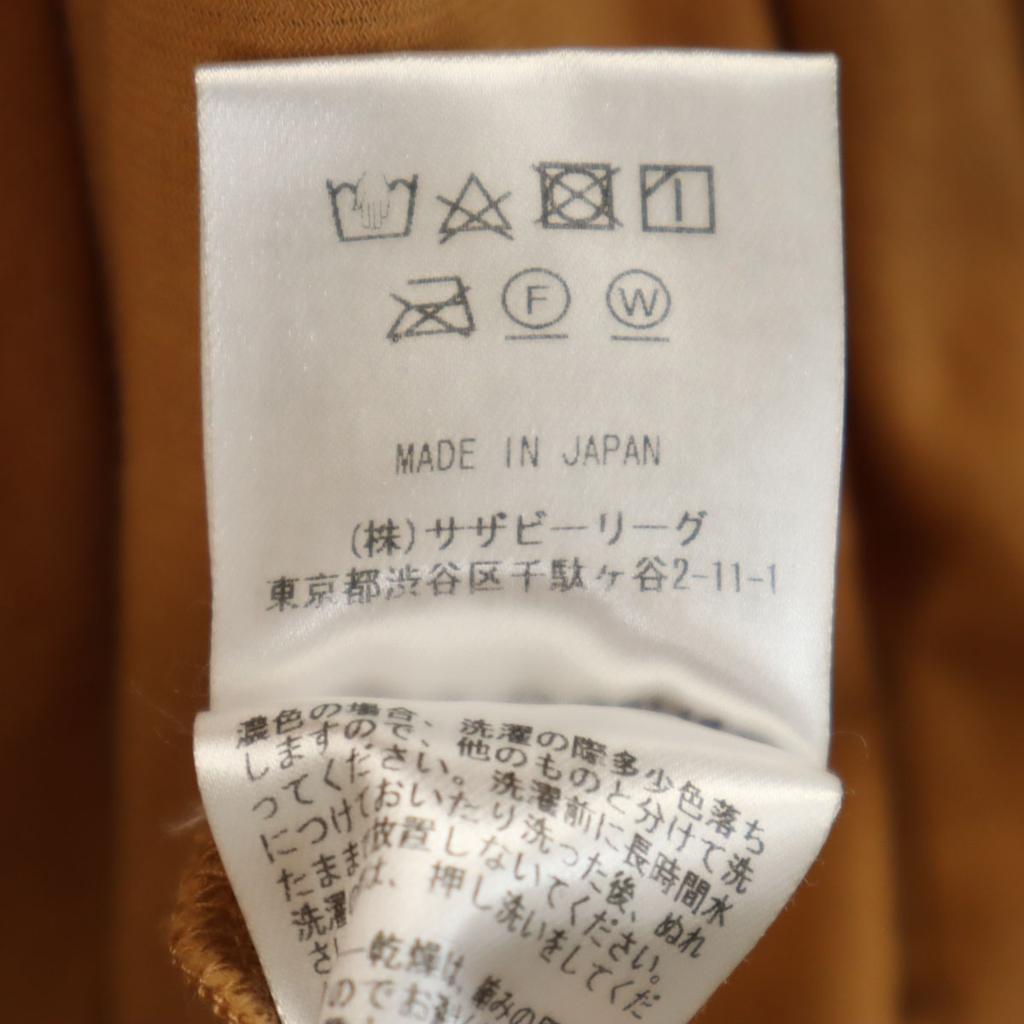 F W
MADE IN JAPAN
(株)サザビーリーグ
東京都渋谷区千駄ヶ谷2-11-1
濃色の場合、洗濯の際多少色落ち
しますので、他のものと分けて洗
ってください。洗濯前に長時間水
につけておいたり洗った後、ぬれ
たまま放置しないでください。
洗濯は、押し洗いをしてくだ
さ
乾燥は、
のでお